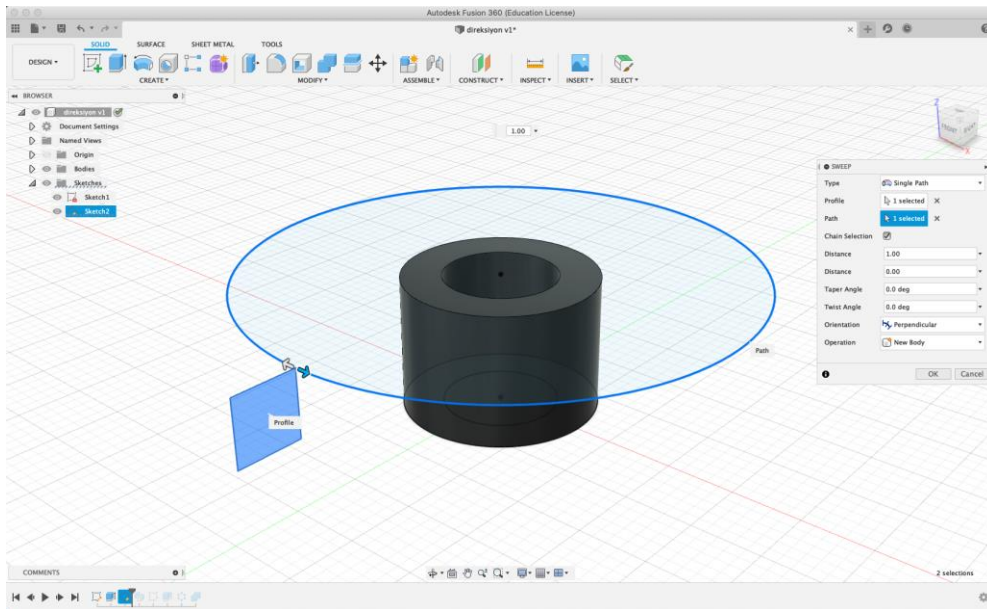 Autodesk Fusion 360 (Education License)
direksiyon v1*
DESIGN
SOLID SURFACE SHEET METAL TOOLS
CREATE MODIFY ASSEMBLE CONSTRUCT INSPECT INSERT SELECT
BROWSER
direksiyon v1
Document Settings
Named Views
Origin
Bodies
Sketches
Sketch1
Sketch2
1.00
Z
X
FRONT
SWEEP
Type Single Path
Profile 1 selected
Path 1 selected
Chain Selection
Distance 1.00
Distance 0.00
Taper Angle 0.0 deg
Twist Angle 0.0 deg
Orientation Perpendicular
Operation New Body
OK Cancel
Path
Profile
COMMENTS
2 selections